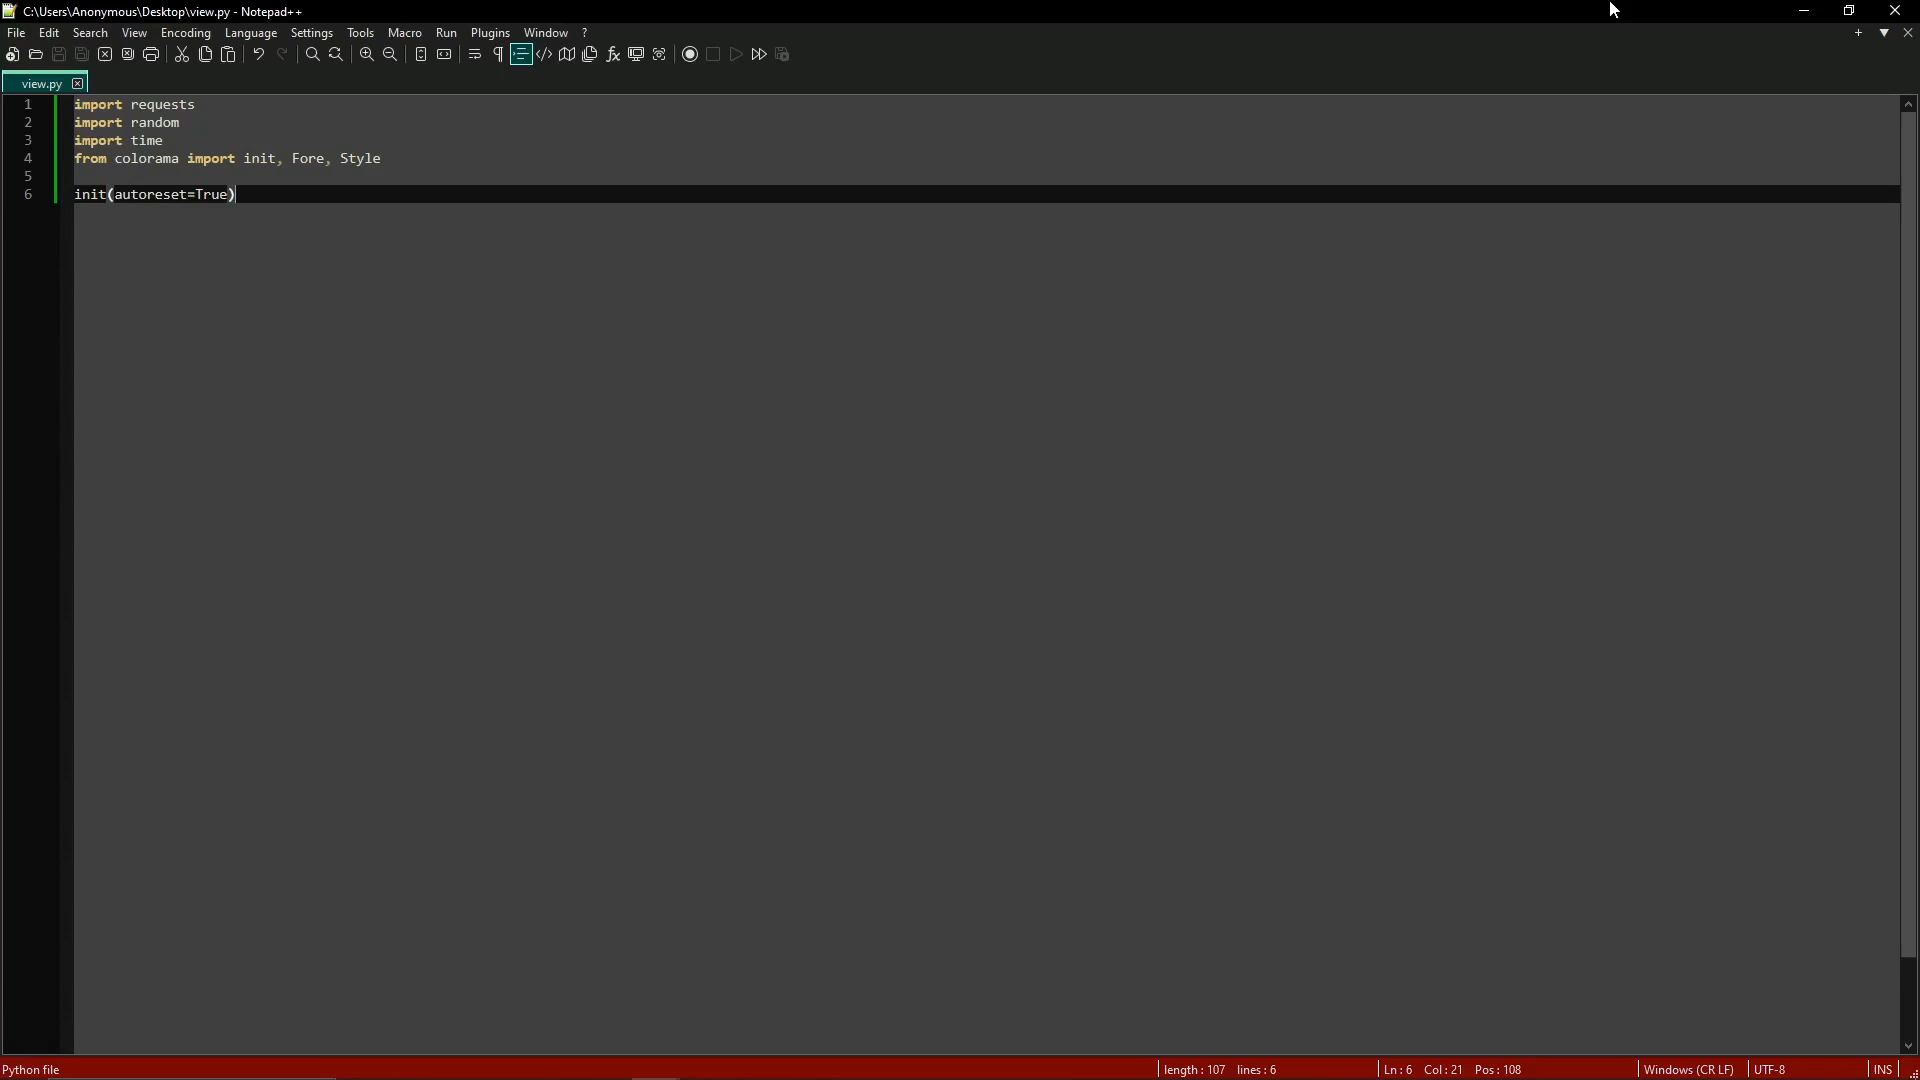 C:\Users\Anonymous\Desktop\view.py - Notepad++
File Edit Search View Encoding Language Settings Tools Macro Run Plugins Window ?
view.py
1 import requests
2 import random
3 import time
4 from colorama import init, Fore, Style
5
6 init(autoreset=True)
Python file length : 107 lines : 6 Ln : 6 Col : 21 Pos : 108 Windows (CR LF) UTF-8 INS